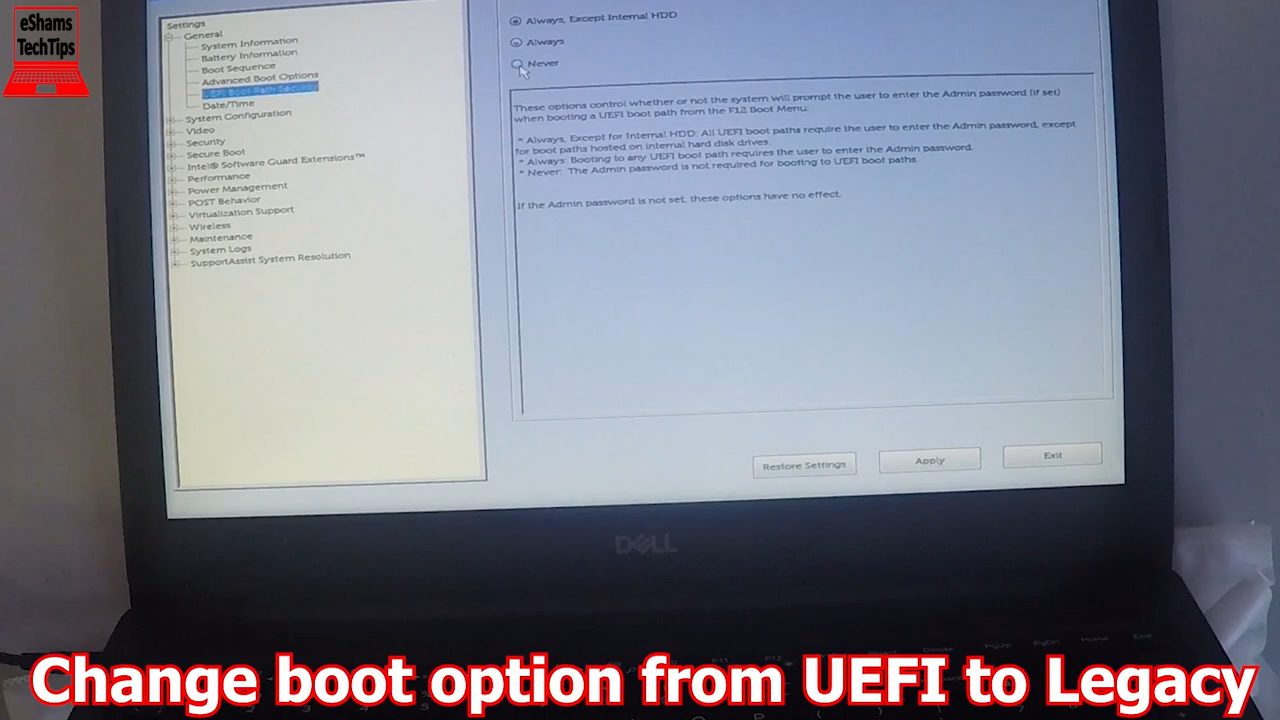 eShams
TechTips
Settings
General
System Information
Battery Information
Boot Sequence
Advanced Boot Options
UEFI Boot Path Security
Date/Time
System Configuration
Video
Security
Secure Boot
Intel® Software Guard Extensions™
Performance
Power Management
POST Behavior
Virtualization Support
Wireless
Maintenance
System Logs
SupportAssist System Resolution
Always, Except Internal HDD
Always
Never
These options control whether or not the system will prompt the user to enter the Admin password (if set)
when booting a UEFI boot path from the F12 Boot Menu.
* Always, Except for Internal HDD: All UEFI boot paths require the user to enter the Admin password, except
for boot paths hosted on internal hard disk drives.
* Always: Booting to any UEFI boot path requires the user to enter the Admin password.
* Never: The Admin password is not required for booting to UEFI boot paths.
If the Admin password is not set, these options have no effect.
Restore Settings
Apply
Exit
DELL
PgUp
PgDn
Home
End
Change boot option from UEFI to Legacy